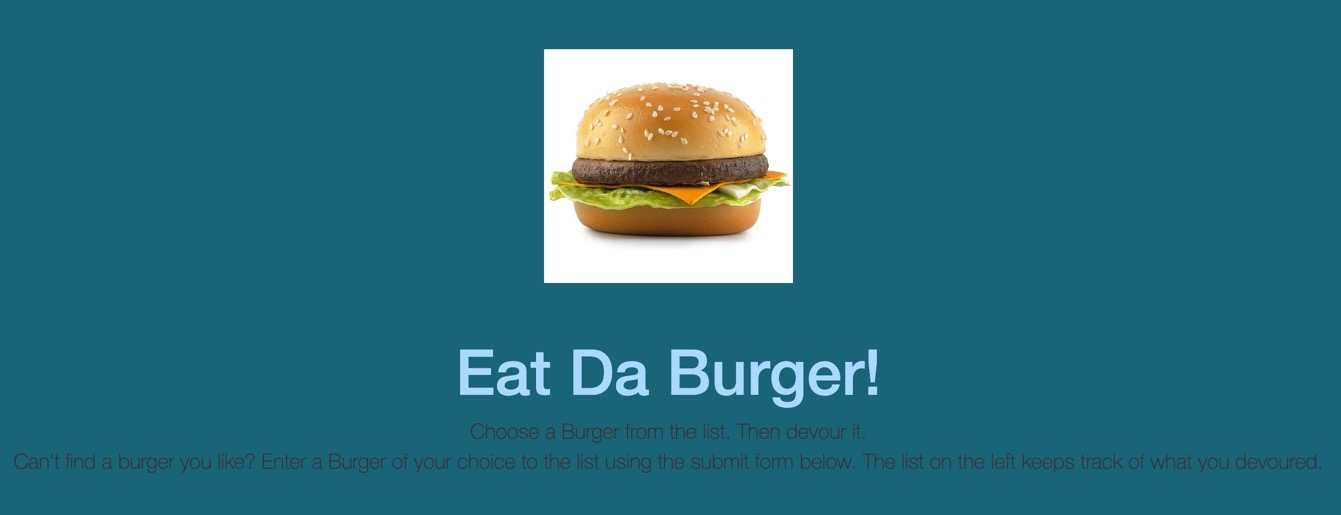 Eat Da Burger!
Choose a Burger from the list. Then devour it.
Can't find a burger you like? Enter a Burger of your choice to the list using the submit form below. The list on the left keeps track of what you devoured.